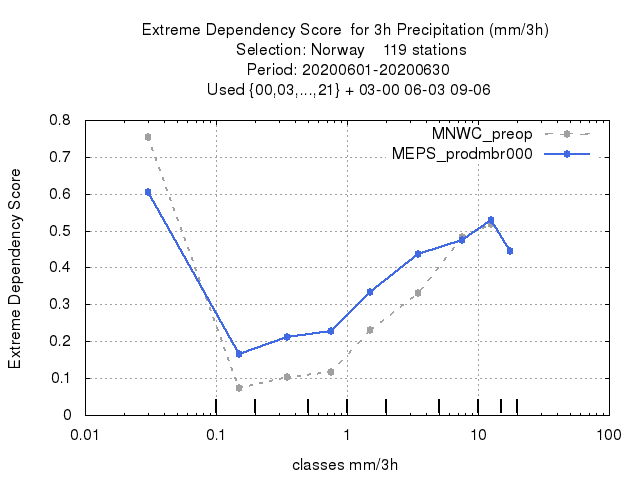 Extreme Dependency Score  for 3h Precipitation (mm/3h)
Selection: Norway    119 stations
Period: 20200601-20200630
Used {00,03,...,21} + 03-00 06-03 09-06
MNWC_preop
MEPS_prodmbr000
Extreme Dependency Score
0.8
0.7
0.6
0.5
0.4
0.3
0.2
0.1
0
0.01
0.1
1
10
100
classes mm/3h